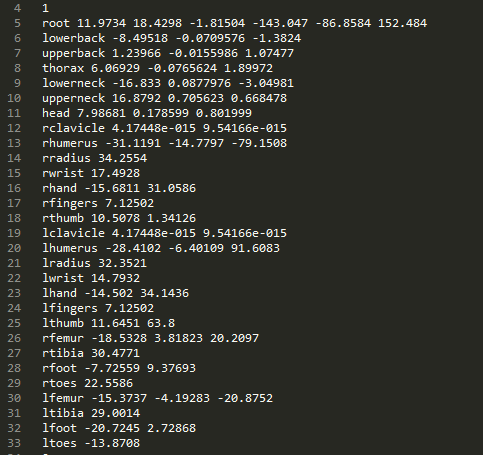 4 1
5 root 11.9734 18.4298 -1.81504 -143.047 -86.8584 152.484
6 lowerback -8.49518 -0.0709576 -1.3824
7 upperback 1.23966 -0.0155986 1.07477
8 thorax 6.06929 -0.0765624 1.89972
9 lowerneck -16.833 0.0877976 -3.04981
10 upperneck 16.8792 0.705623 0.668478
11 head 7.98681 0.178599 0.801999
12 rclavicle 4.17448e-015 9.54166e-015
13 rhumerus -31.1191 -14.7797 -79.1508
14 rradius 34.2554
15 rwrist 17.4928
16 rhand -15.6811 31.0586
17 rfingers 7.12502
18 rthumb 10.5078 1.34126
19 lclavicle 4.17448e-015 9.54166e-015
20 lhumerus -28.4102 -6.40109 91.6083
21 lradius 32.3521
22 lwrist 14.7932
23 lhand -14.502 34.1436
24 lfingers 7.12502
25 lthumb 11.6451 63.8
26 rfemur -18.5328 3.81823 20.2097
27 rtibia 30.4771
28 rfoot -7.72559 9.37693
29 rtoes 22.5586
30 lfemur -15.3737 -4.19283 -20.8752
31 ltibia 29.0014
32 lfoot -20.7245 2.72868
33 ltoes -13.8708